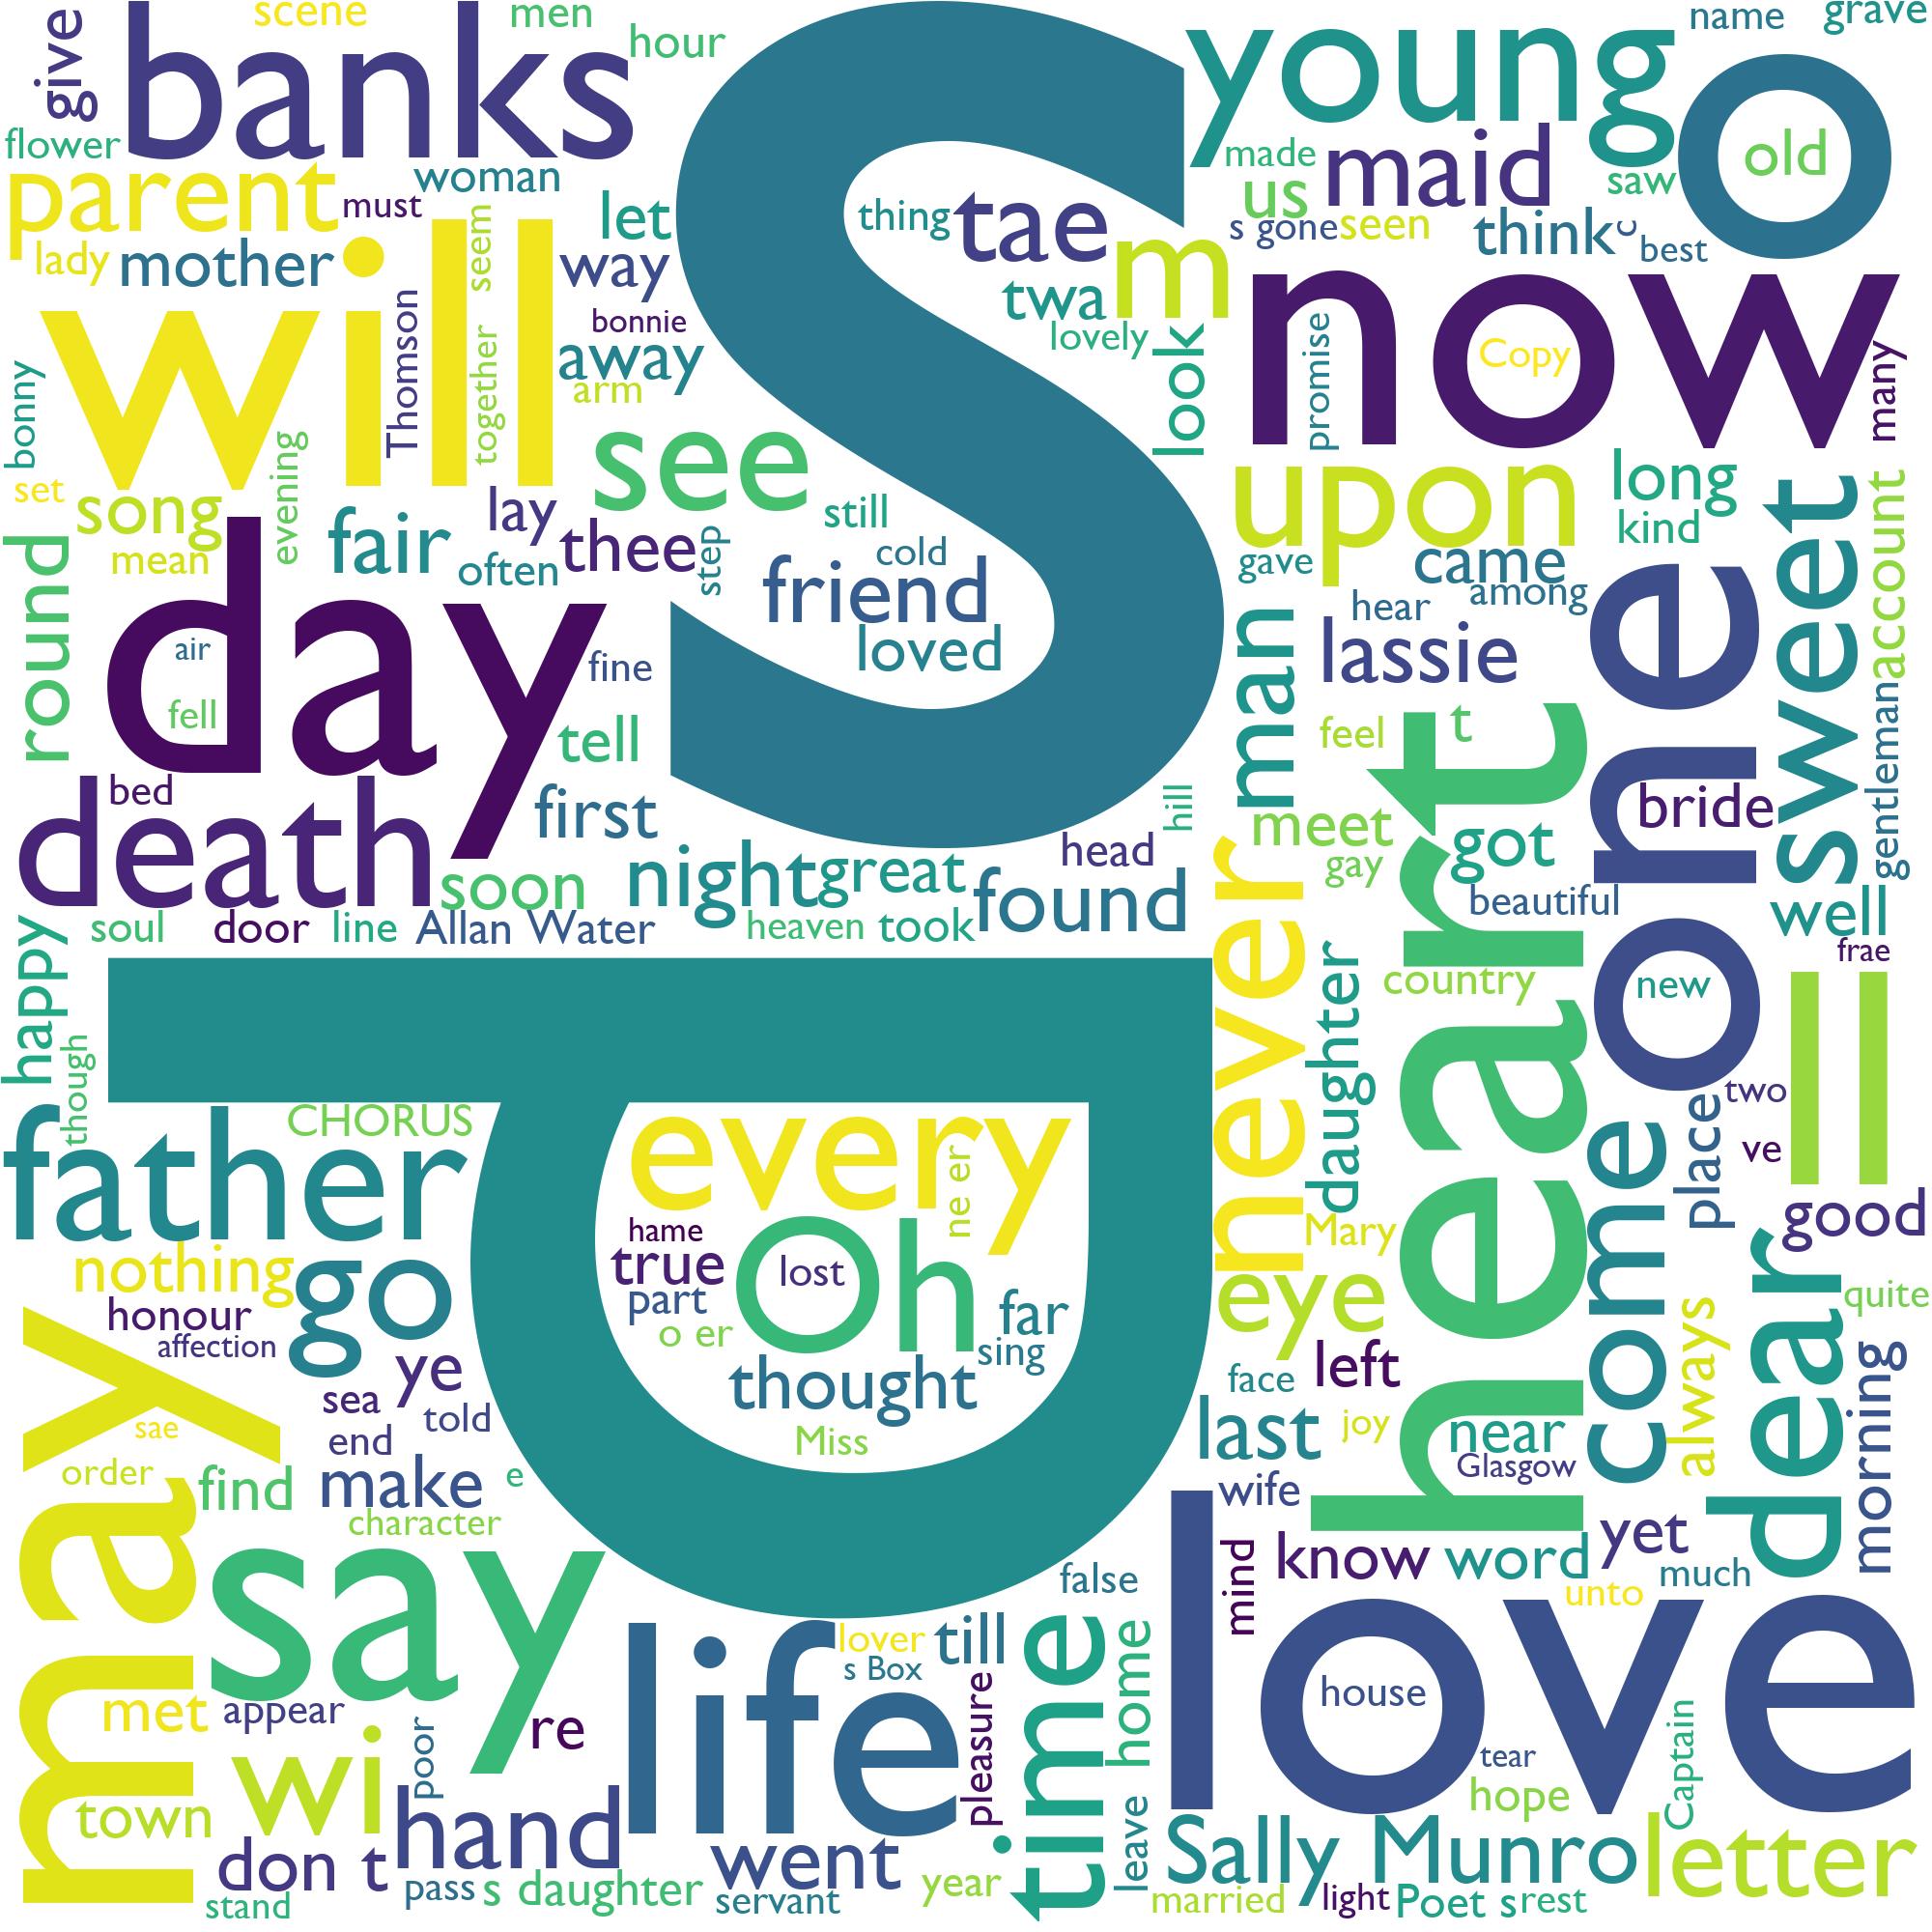 scene
men
hour
give
banks
flower
parent
woman
must
lady
mother
let
way
seem
will
S
young
name
grave
O
old
made
maid
us
saw
thing
tae
m
s gone
seen
think
c
best
twa
lovely
look
now
Copy
promise
many
bonnie
away
arm
Thomson
together
bonny
set
song
evening
mean
see
still
lay
fair
often
thee
step
cold
friend
loved
upon
long
kind
gave
came
among
hear
sweet
account
round
day
air
fell
fine
tell
man
lassie
one
feel
t
gentleman
bed
death
first
hill
meet
gay
got
bride
beautiful
head
soon
night
great
found
well
soul
door
line
Allan Water
heaven
took
frae
happy
though
never
daughter
country
heart
new
ll
two
ve
place
J
CHORUS
father
every
ne er
hame
true
Oh
lost
part
o er
far
sing
thought
Miss
Mary
eye
come
good
dear
quite
nothing
go
honour
affection
may
sae
ye
sea
told
end
order
find
make
e
character
face
left
last
joy
near
Glasgow
always
morning
wife
say
false
mind
know
word
yet
much
unto
love
house
life
lover
till
s Box
time
home
pleasure
met
appear
re
poor
wi
town
hand
don t
went
leave
tear
hope
Captain
Sally Munro
letter
stand
pass
s daughter
servant
year
married
light
Poet s
rest